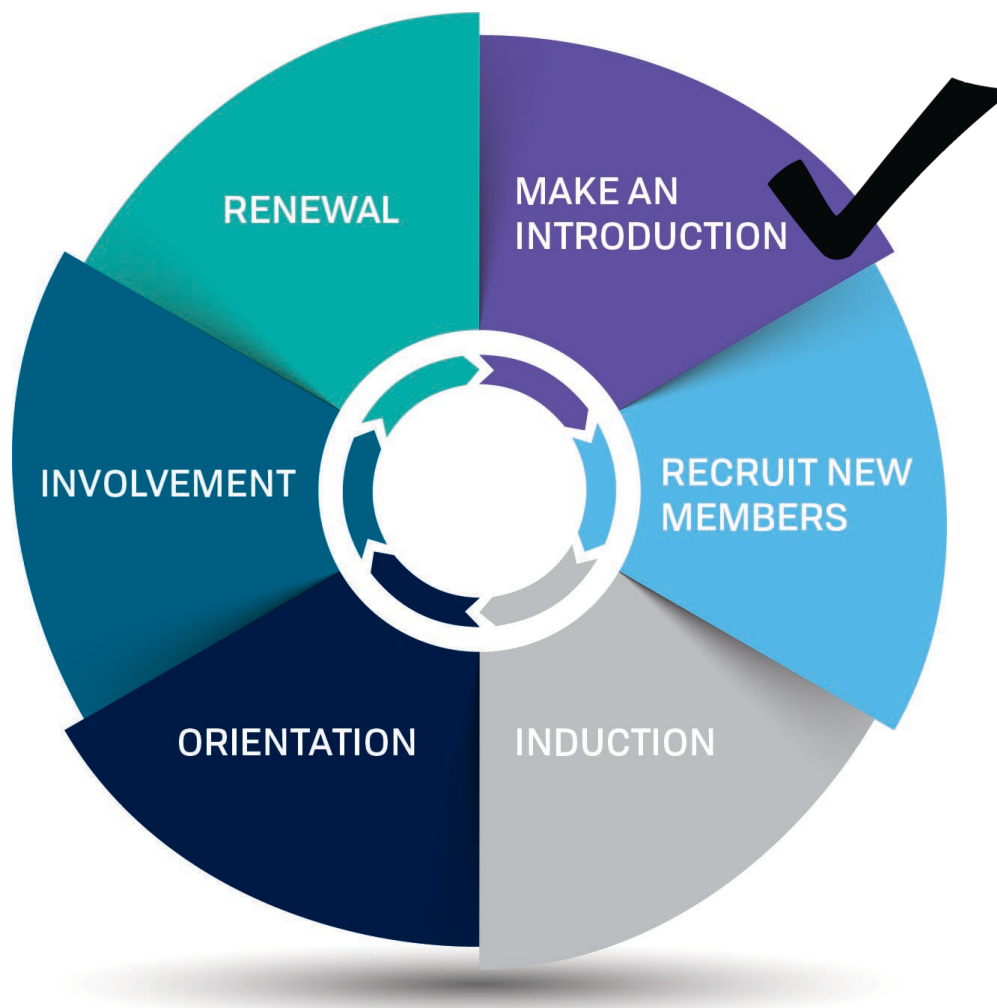 RENEWAL
MAKE AN
INTRODUCTION
INVOLVEMENT
RECRUIT NEW
MEMBERS
ORIENTATION
INDUCTION